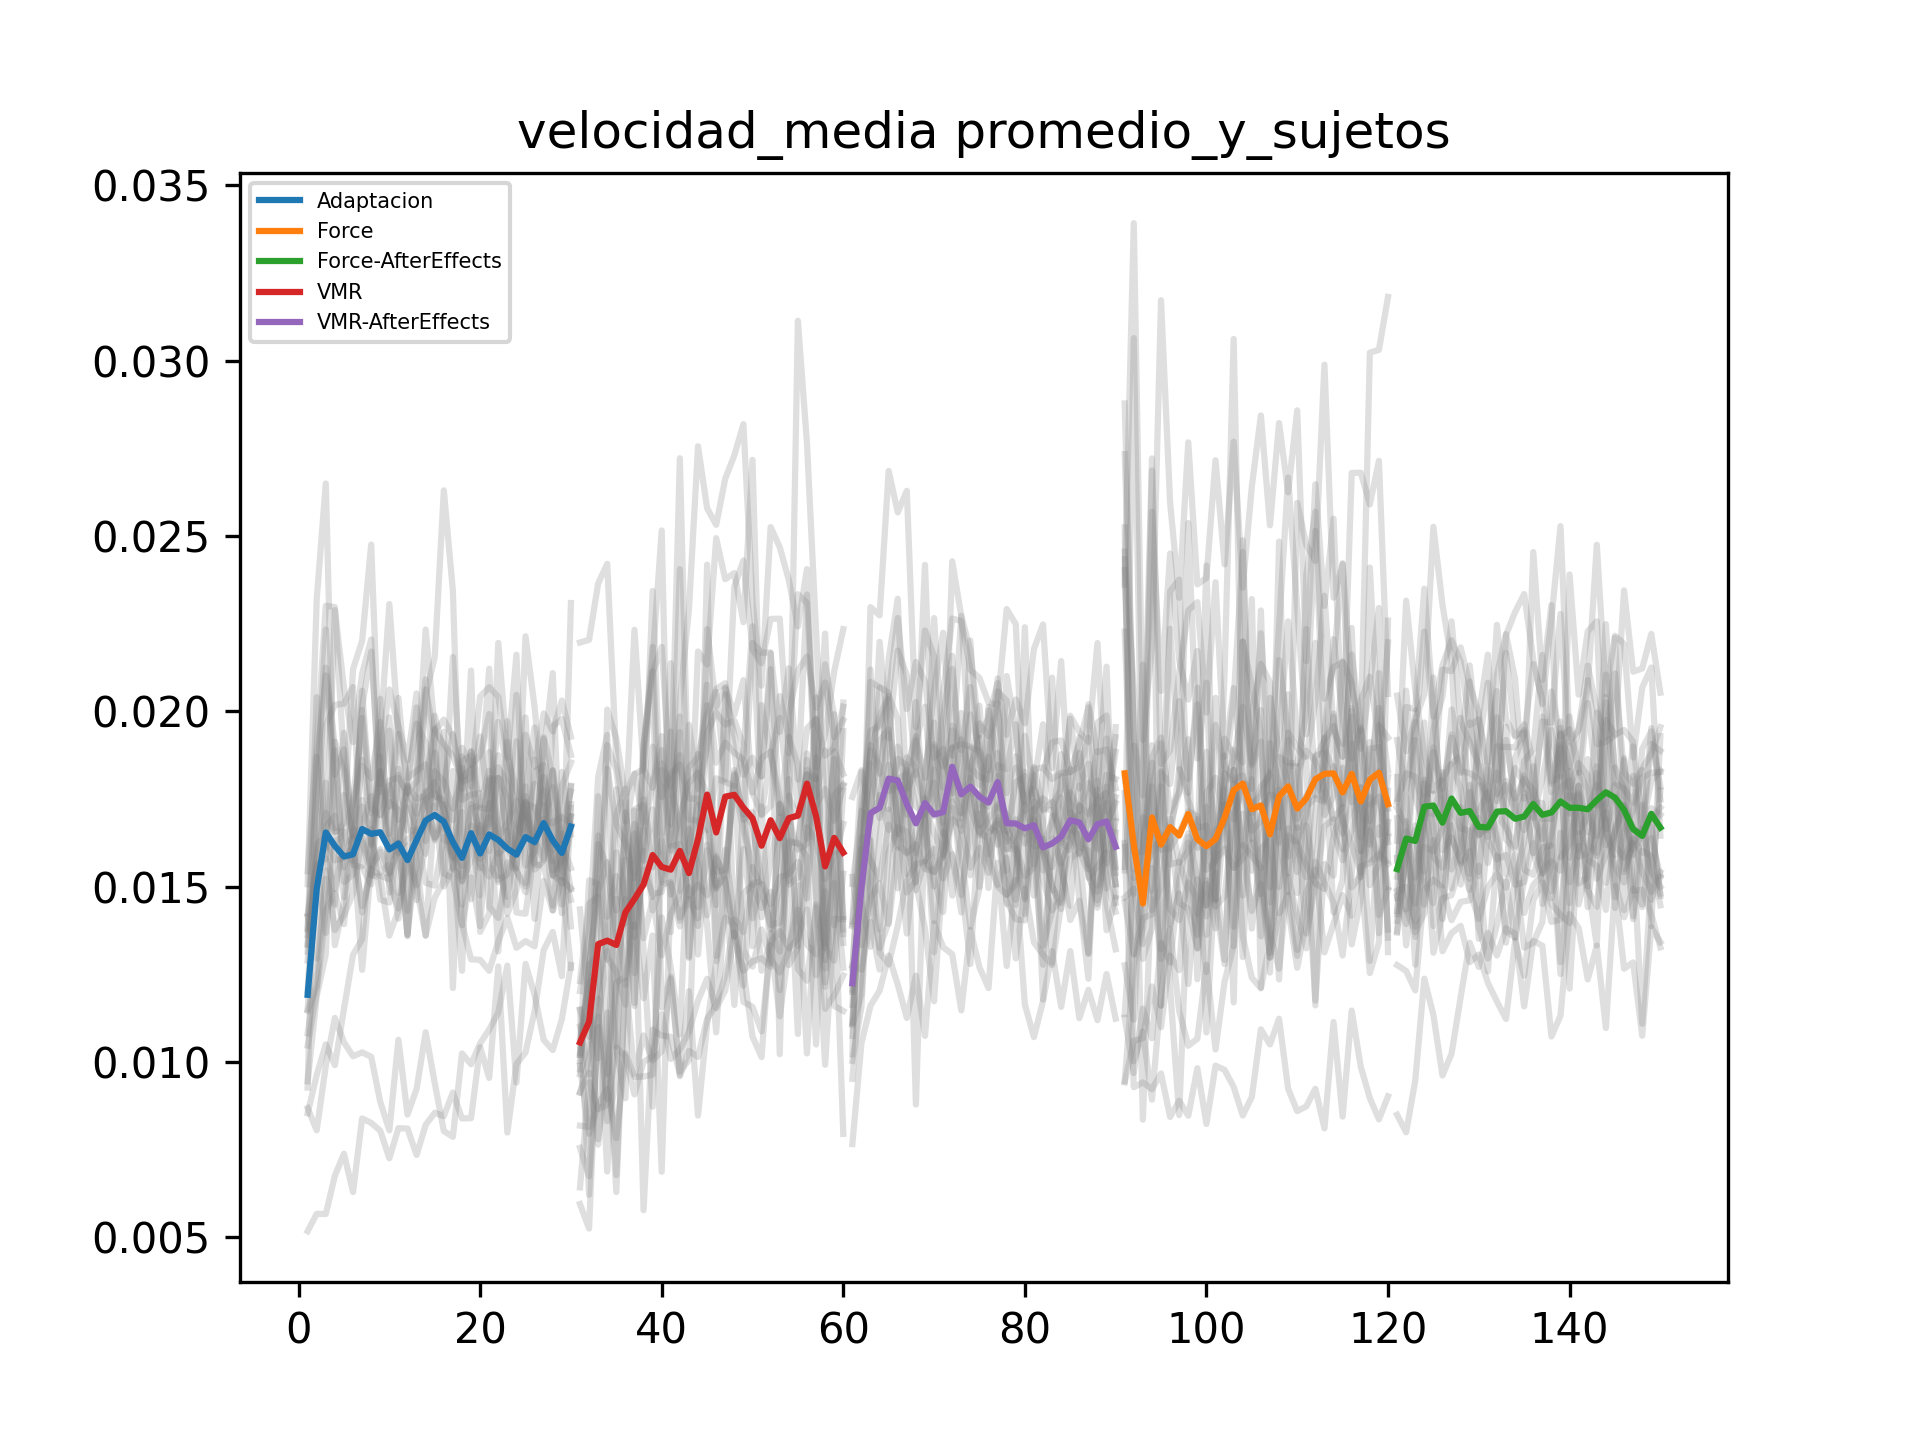 velocidad_media promedio_y_sujetos
0.035
0.030
0.025
0.020
0.015
0.010
0.005
Adaptacion
Force
Force-AfterEffects
VMR
VMR-AfterEffects
0 20 40 60 80 100 120 140